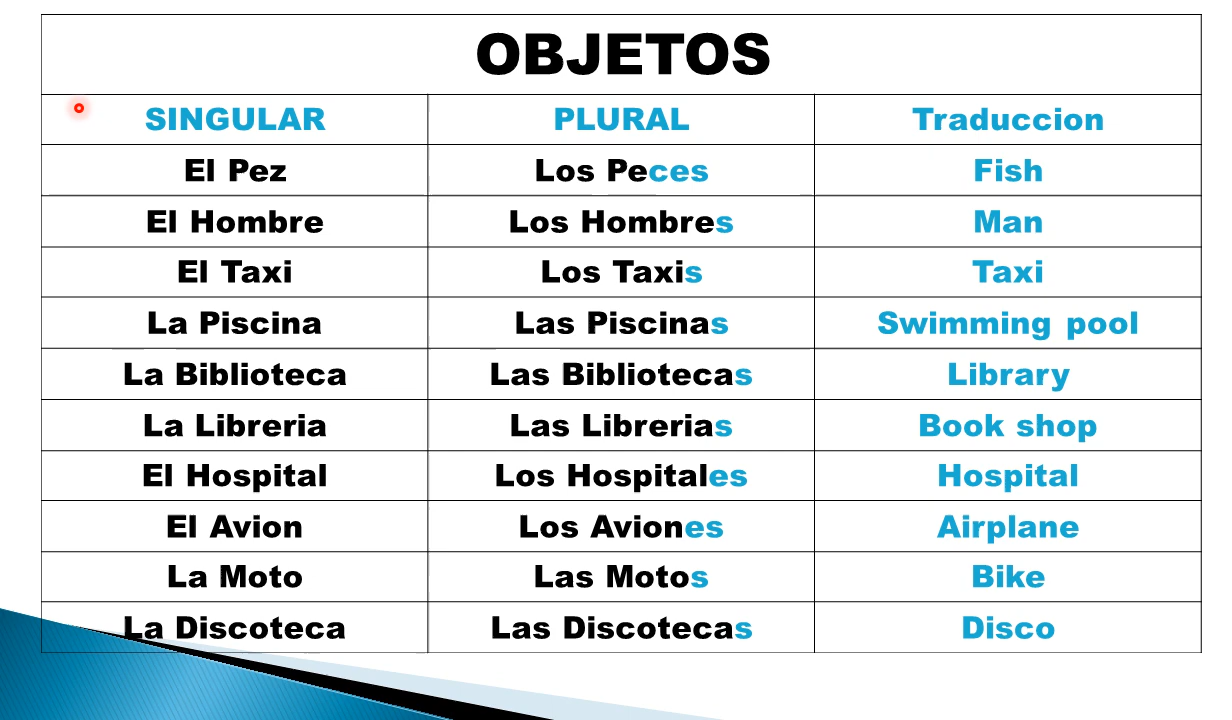 OBJETOS
SINGULAR PLURAL Traduccion
El Pez Los Peces Fish
El Hombre Los Hombres Man
El Taxi Los Taxis Taxi
La Piscina Las Piscinas Swimming pool
La Biblioteca Las Bibliotecas Library
La Libreria Las Librerias Book shop
El Hospital Los Hospitales Hospital
El Avion Los Aviones Airplane
La Moto Las Motos Bike
La Discoteca Las Discotecas Disco